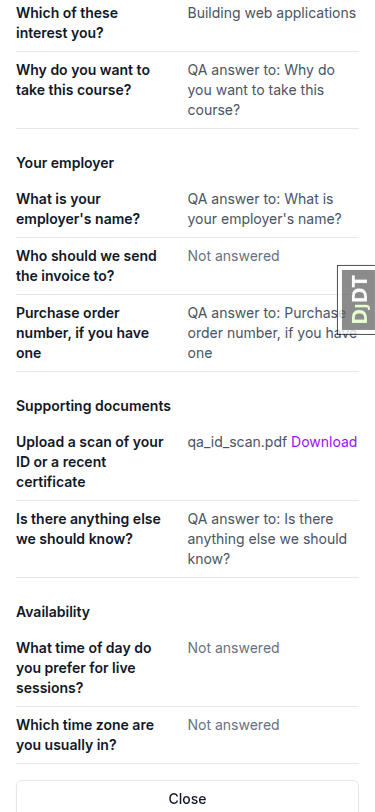 Which of these
interest you?
Building web applications
Why do you want to
take this course?
QA answer to: Why do
you want to take this
course?
Your employer
What is your
employer's name?
QA answer to: What is
your employer's name?
Who should we send
the invoice to?
Not answered
Purchase order
number, if you have
one
QA answer to: Purchase
order number, if you have
one
DJDT
Supporting documents
Upload a scan of your
ID or a recent
certificate
qa_id_scan.pdf Download
Is there anything else
we should know?
QA answer to: Is there
anything else we should
know?
Availability
What time of day do
you prefer for live
sessions?
Not answered
Which time zone are
you usually in?
Not answered
Close